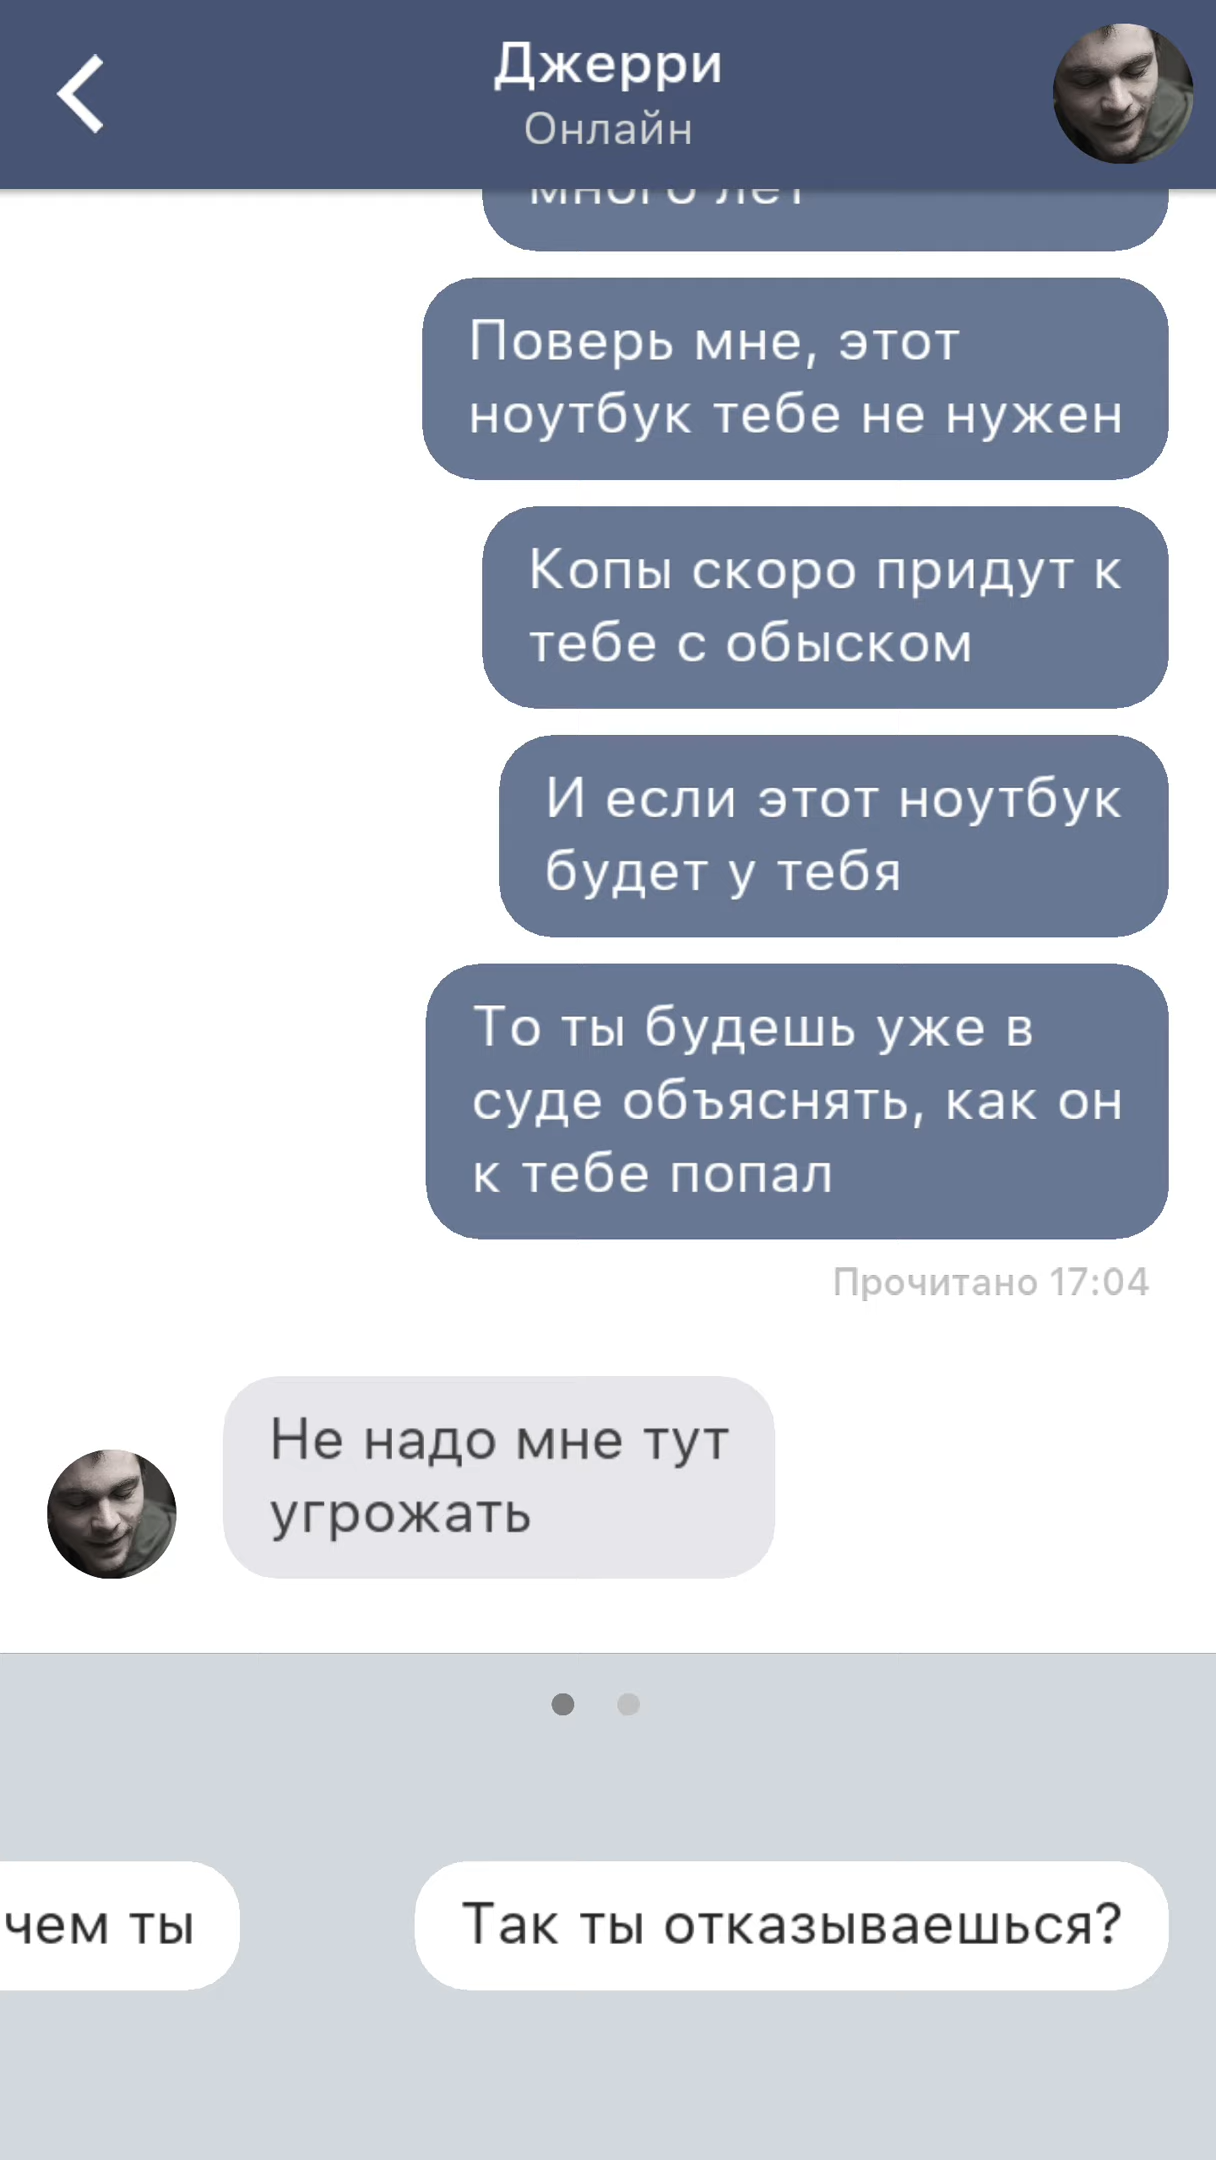 Джерри
Онлайн
много лет
Поверь мне, этот
ноутбук тебе не нужен
Копы скоро придут к
тебе с обыском
И если этот ноутбук
будет у тебя
То ты будешь уже в
суде объяснять, как он
к тебе попал
Прочитано 17:04
Не надо мне тут
угрожать
чем ты
Так ты отказываешься?